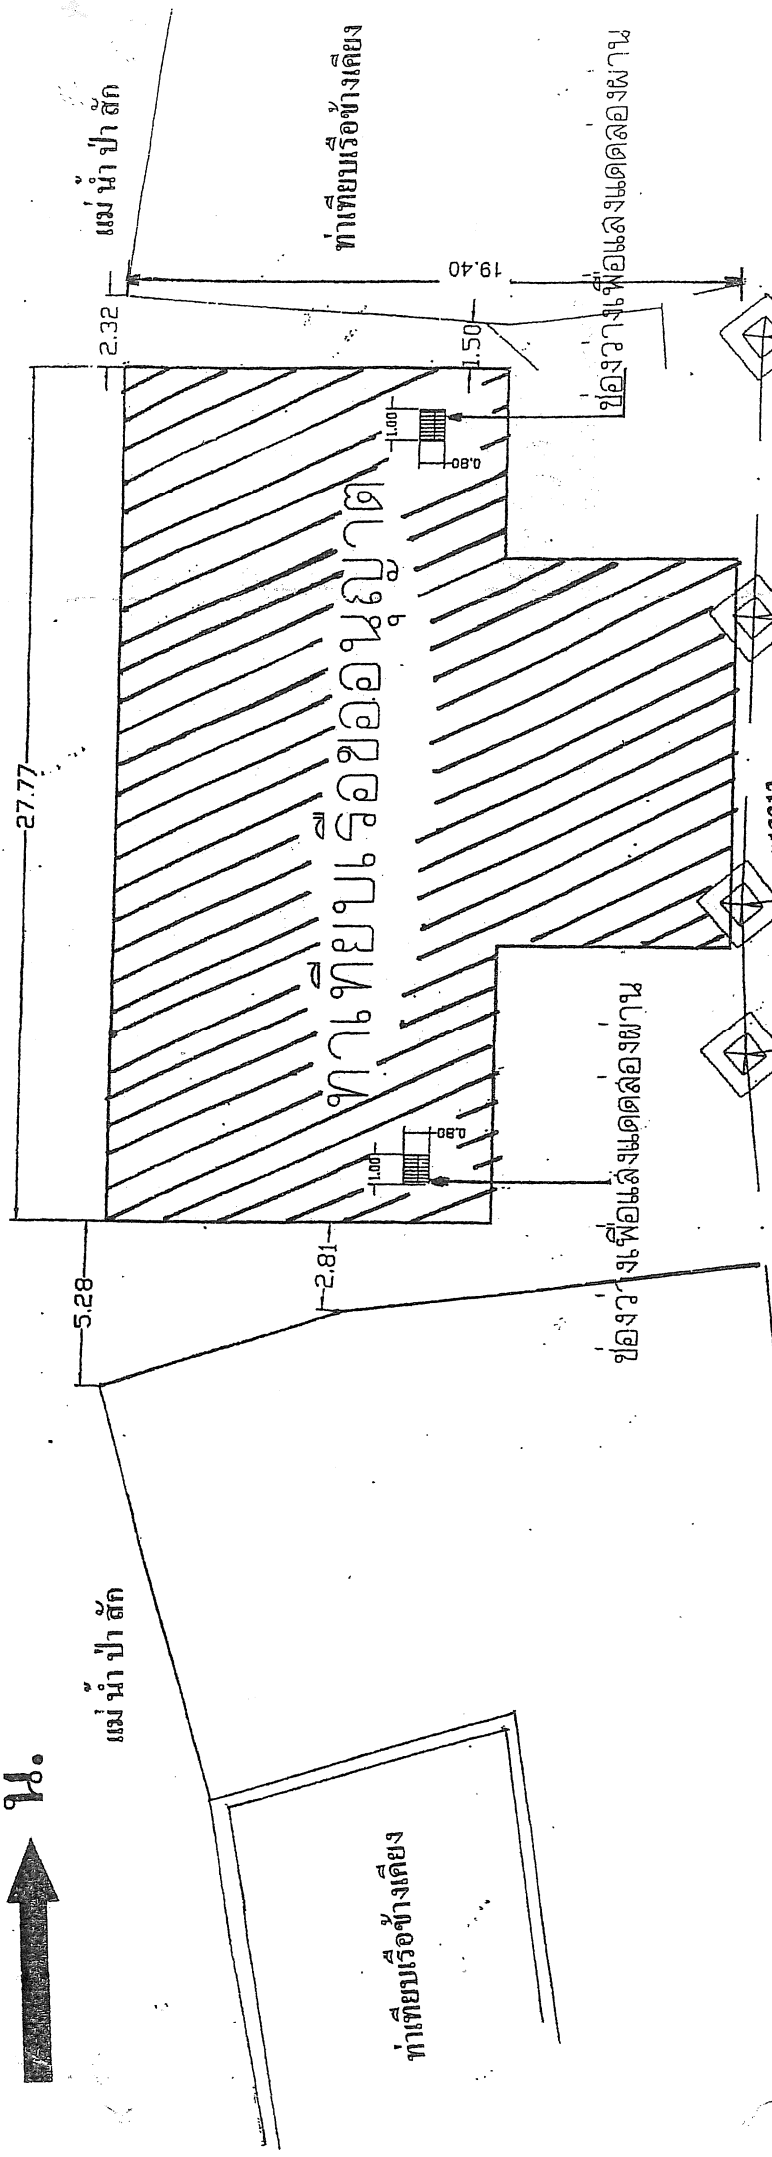 น.
แม่ น้ำ ป่า สัก
แม่ น้ำ ป่า สัก
27.77
5.28
2.32
2.81
1.50
19.40
ท่าเทียบเรือข้างเคียง
ท่าเทียบเรือข้างเคียง
ทาเทียบเรือขออนุญาต
1.00
0.80
1.00
0.80
ช่องว่างเพื่อแสงแดดส่องผ่าน
ช่องว่างเพื่อแสงแดดส่องผ่าน